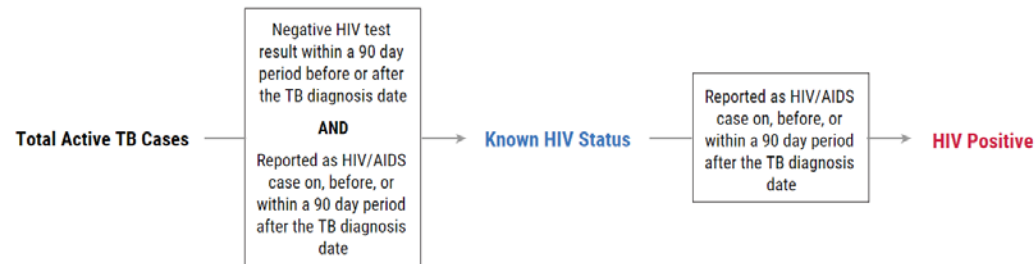 Total Active TB Cases
Negative HIV test
result within a 90 day
period before or after
the TB diagnosis date
AND
Reported as HIV/AIDS
case on, before, or
within a 90 day period
after the TB diagnosis
date
Known HIV Status
Reported as HIV/AIDS
case on, before, or
within a 90 day period
after the TB diagnosis
date
HIV Positive